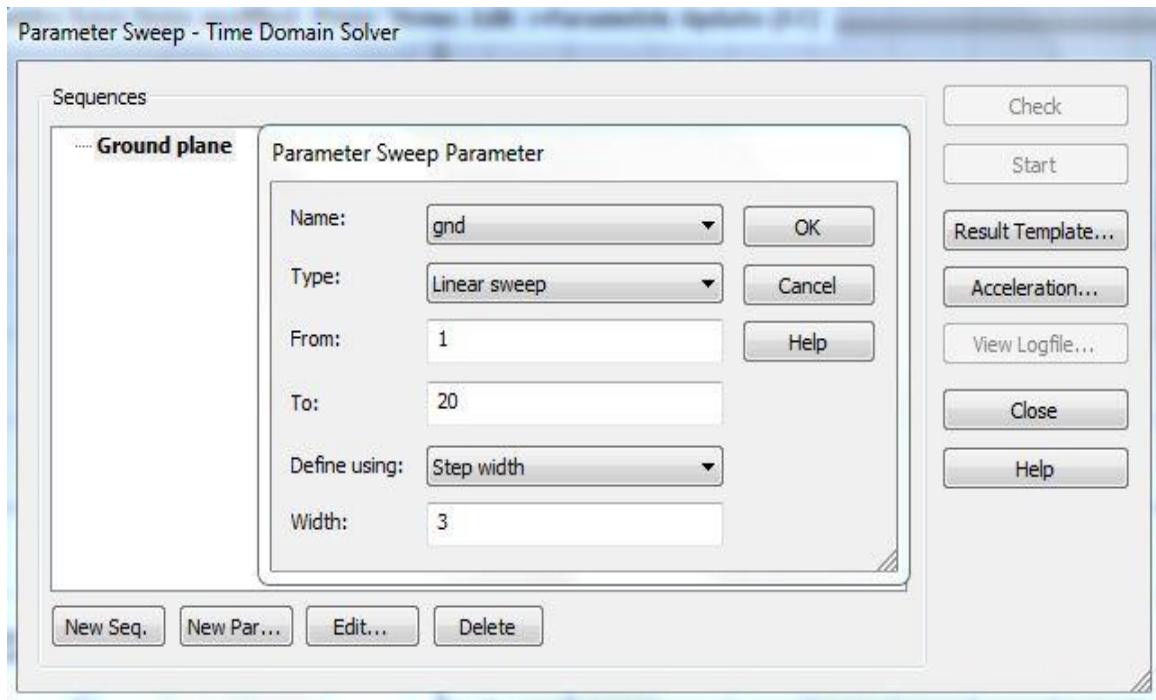 Parameter Sweep - Time Domain Solver
Sequences
Ground plane
Parameter Sweep Parameter
Name: gnd
Type: Linear sweep
From: 1
To: 20
Define using: Step width
Width: 3
OK
Cancel
Help
Check
Start
Result Template...
Acceleration...
View Logfile...
Close
Help
New Seq. New Par... Edit... Delete